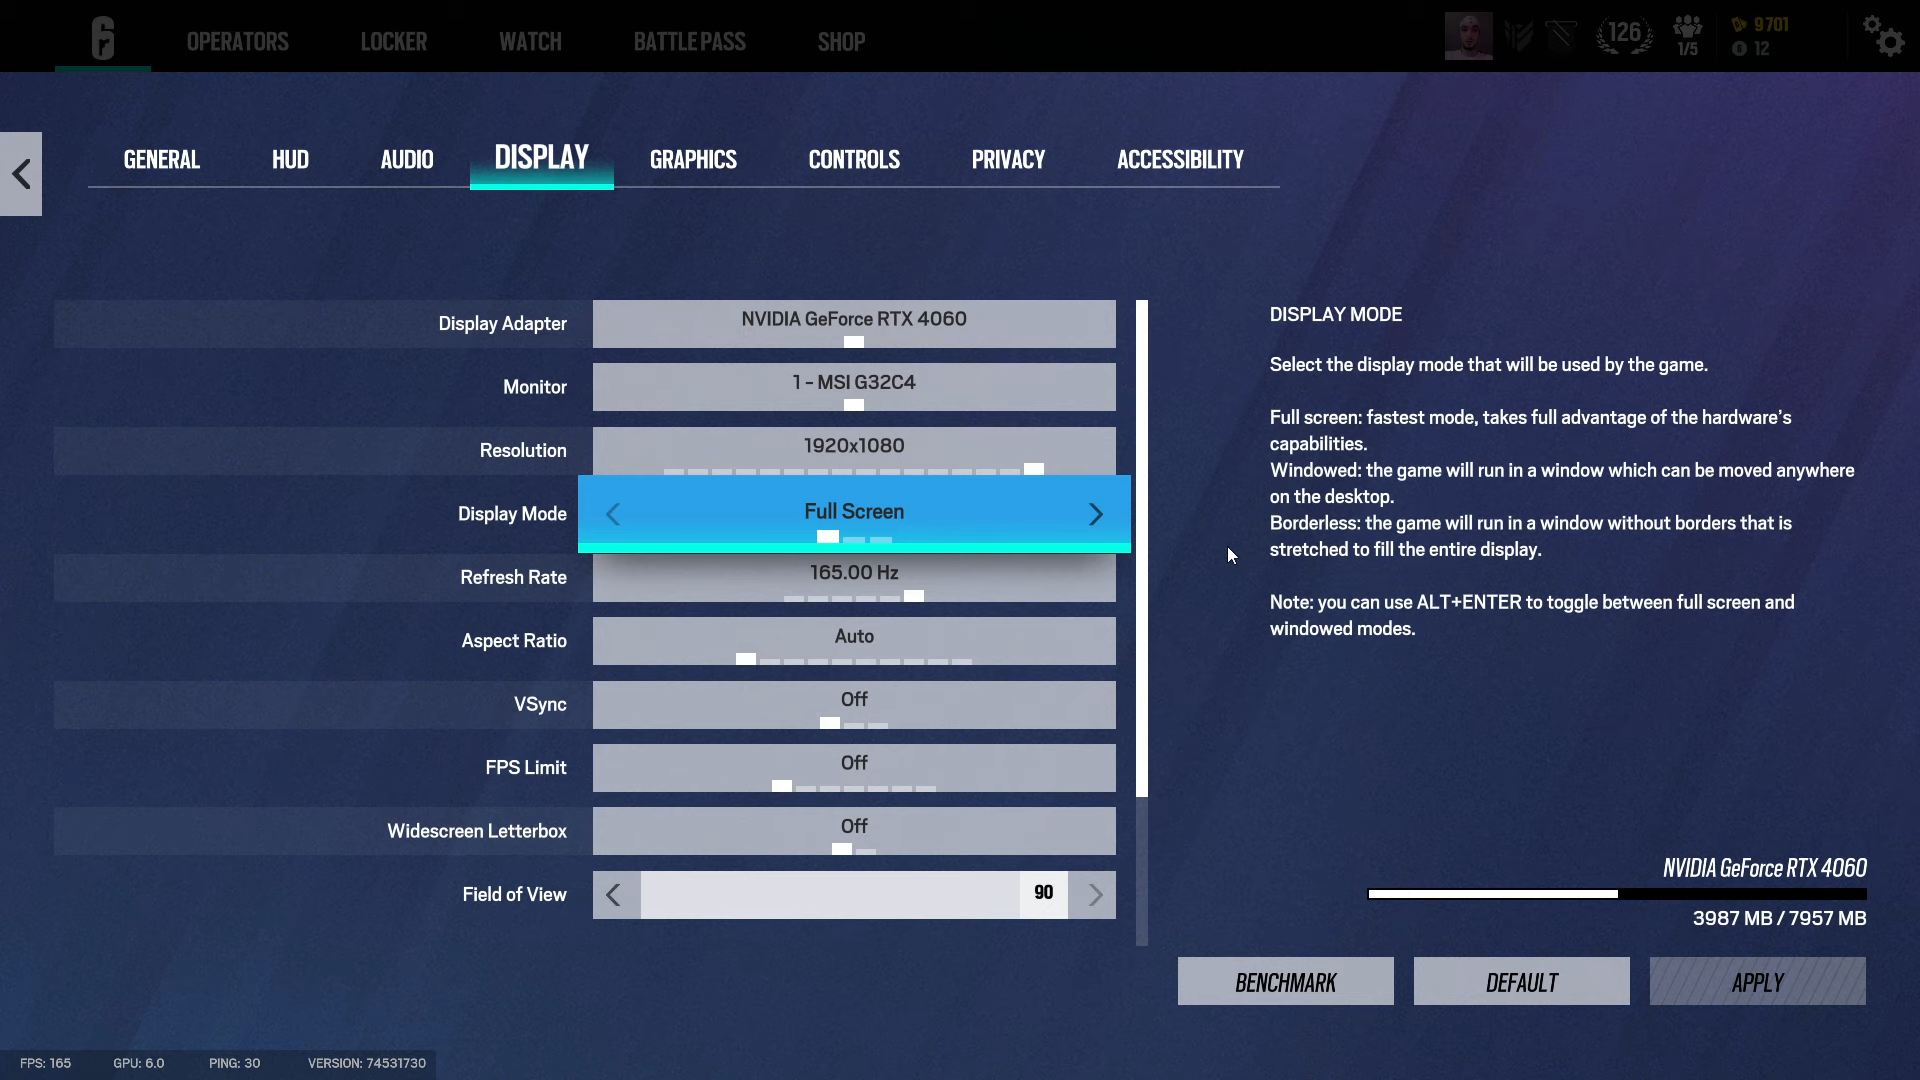 OPERATORS LOCKER WATCH BATTLE PASS SHOP
126 1/5 9 701
12
GENERAL HUD AUDIO DISPLAY GRAPHICS CONTROLS PRIVACY ACCESSIBILITY
Display Adapter NVIDIA GeForce RTX 4060
Monitor 1 - MSI G32C4
Resolution 1920x1080
Display Mode Full Screen
Refresh Rate 165.00 Hz
Aspect Ratio Auto
VSync Off
FPS Limit Off
Widescreen Letterbox Off
Field of View 90
DISPLAY MODE
Select the display mode that will be used by the game.
Full screen: fastest mode, takes full advantage of the hardware's
capabilities.
Windowed: the game will run in a window which can be moved anywhere
on the desktop.
Borderless: the game will run in a window without borders that is
stretched to fill the entire display.
Note: you can use ALT+ENTER to toggle between full screen and
windowed modes.
NVIDIA GeForce RTX 4060
3987 MB / 7957 MB
BENCHMARK DEFAULT APPLY
FPS: 165 GPU: 6.0 PING: 30 VERSION: 74531730